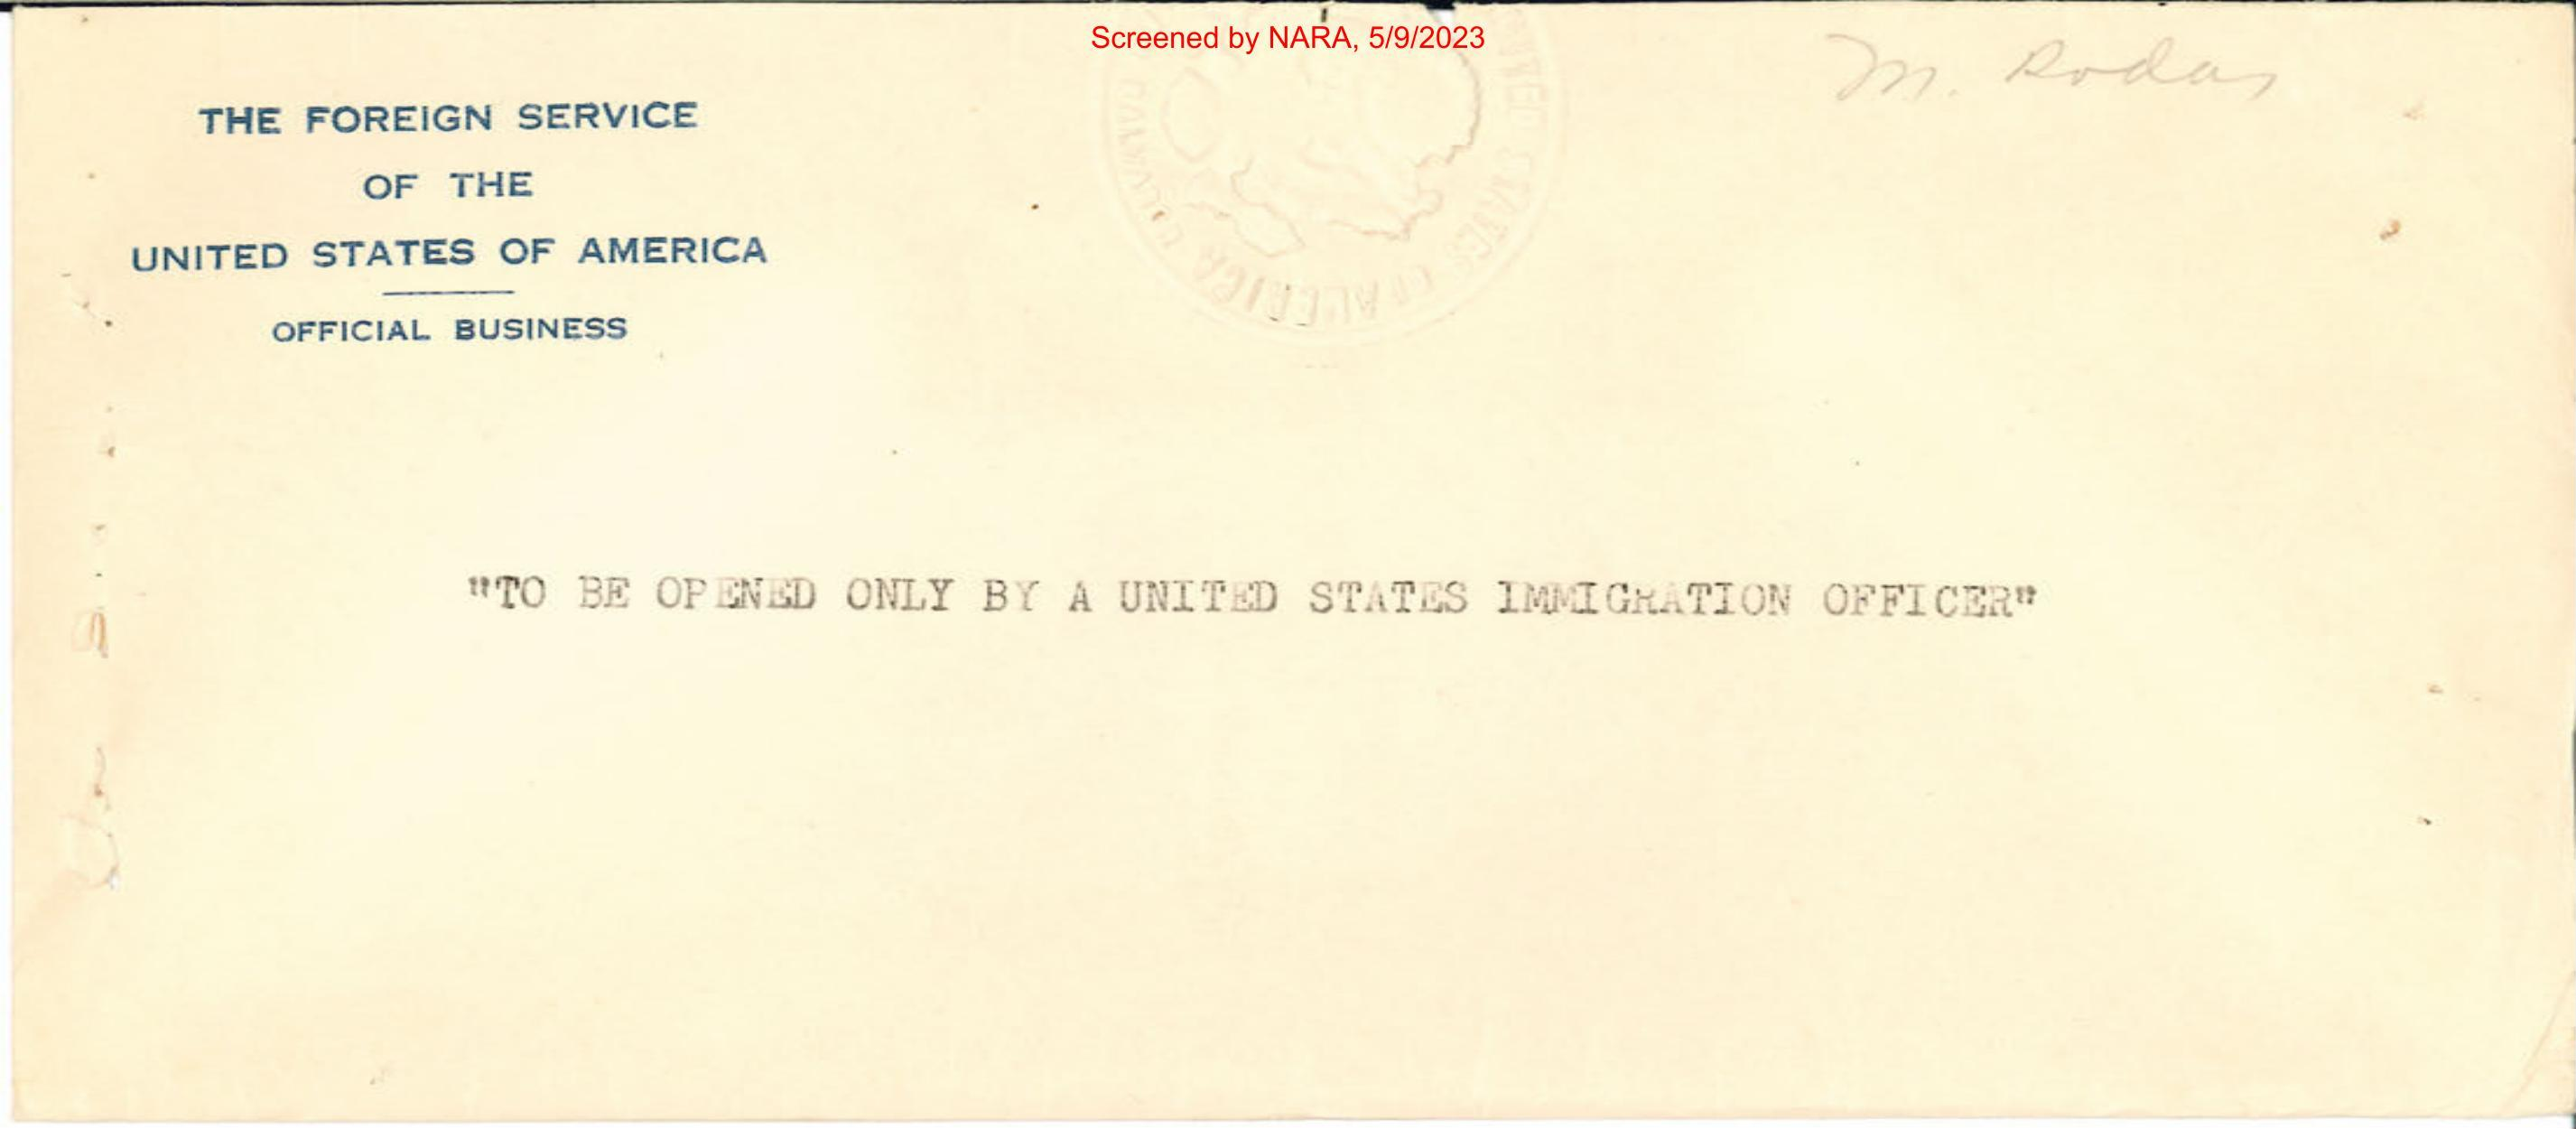 Screened by NARA, 5/9/2023
M. Rodas
THE FOREIGN SERVICE
OF THE
UNITED STATES OF AMERICA
OFFICIAL BUSINESS
"TO BE OPENED ONLY BY A UNITED STATES IMMIGRATION OFFICER"